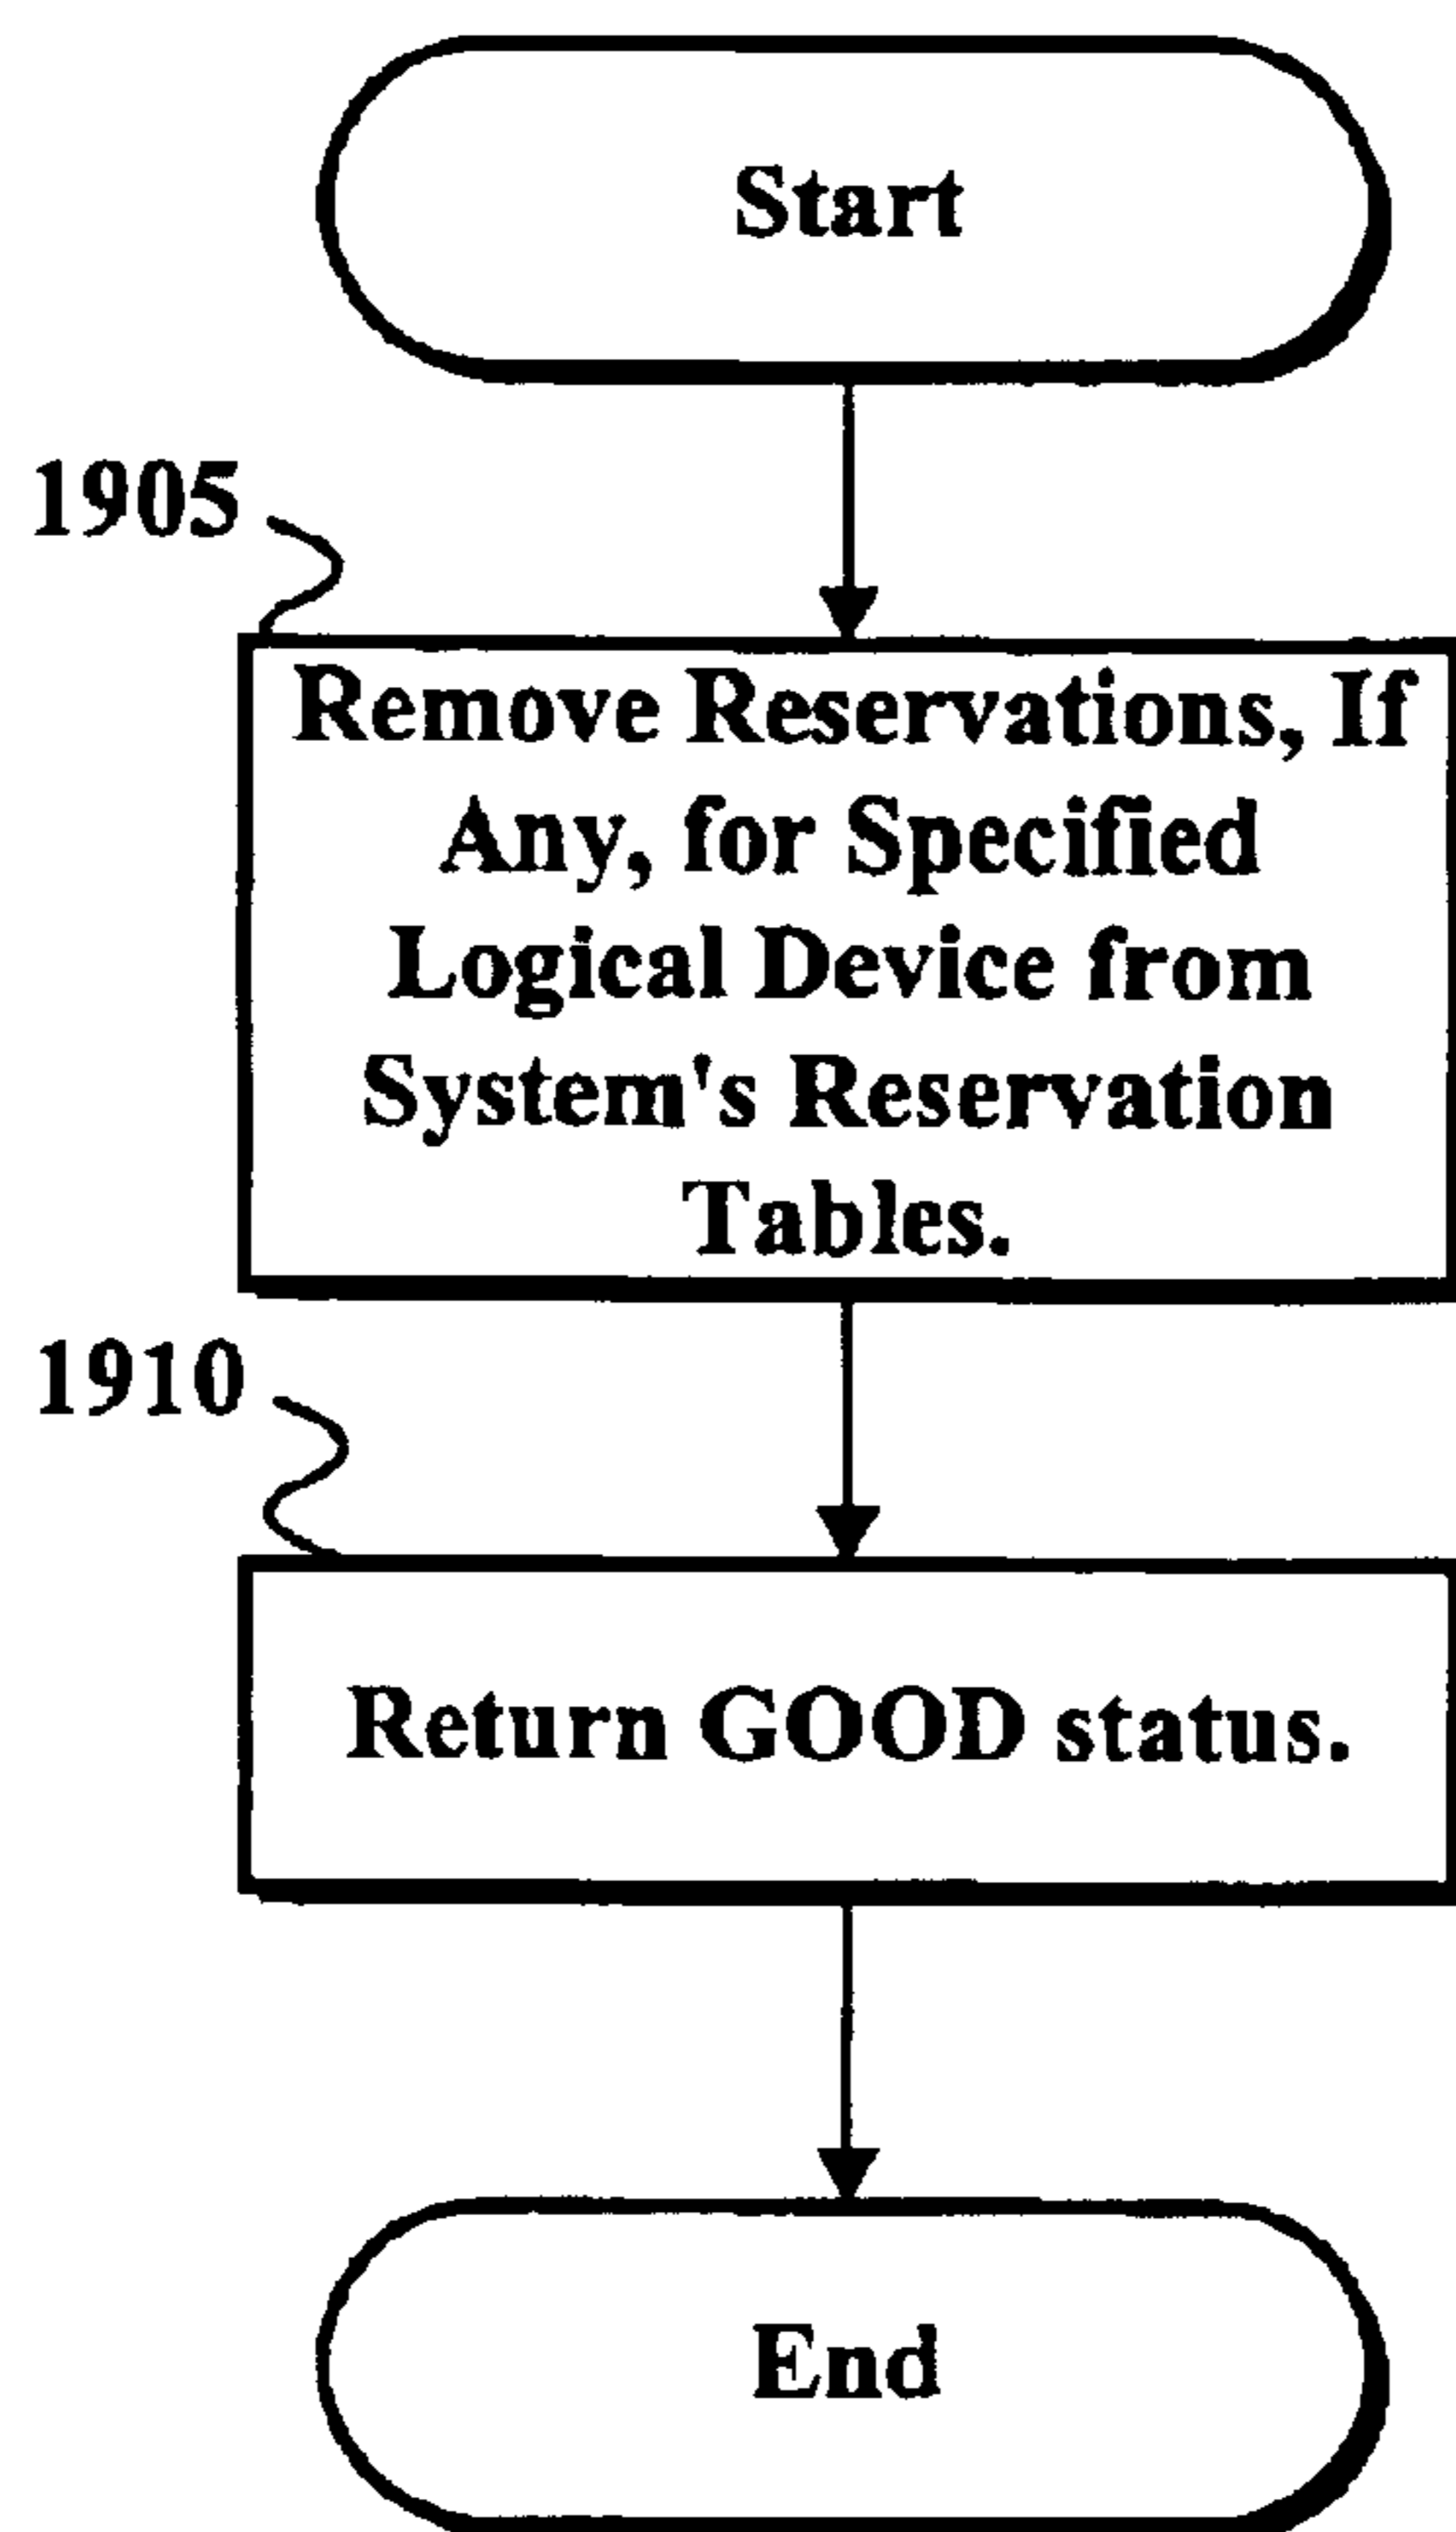 Start
1905
Remove Reservations, If
Any, for Specified
Logical Device from
System's Reservation
Tables.
1910
Return GOOD status.
End